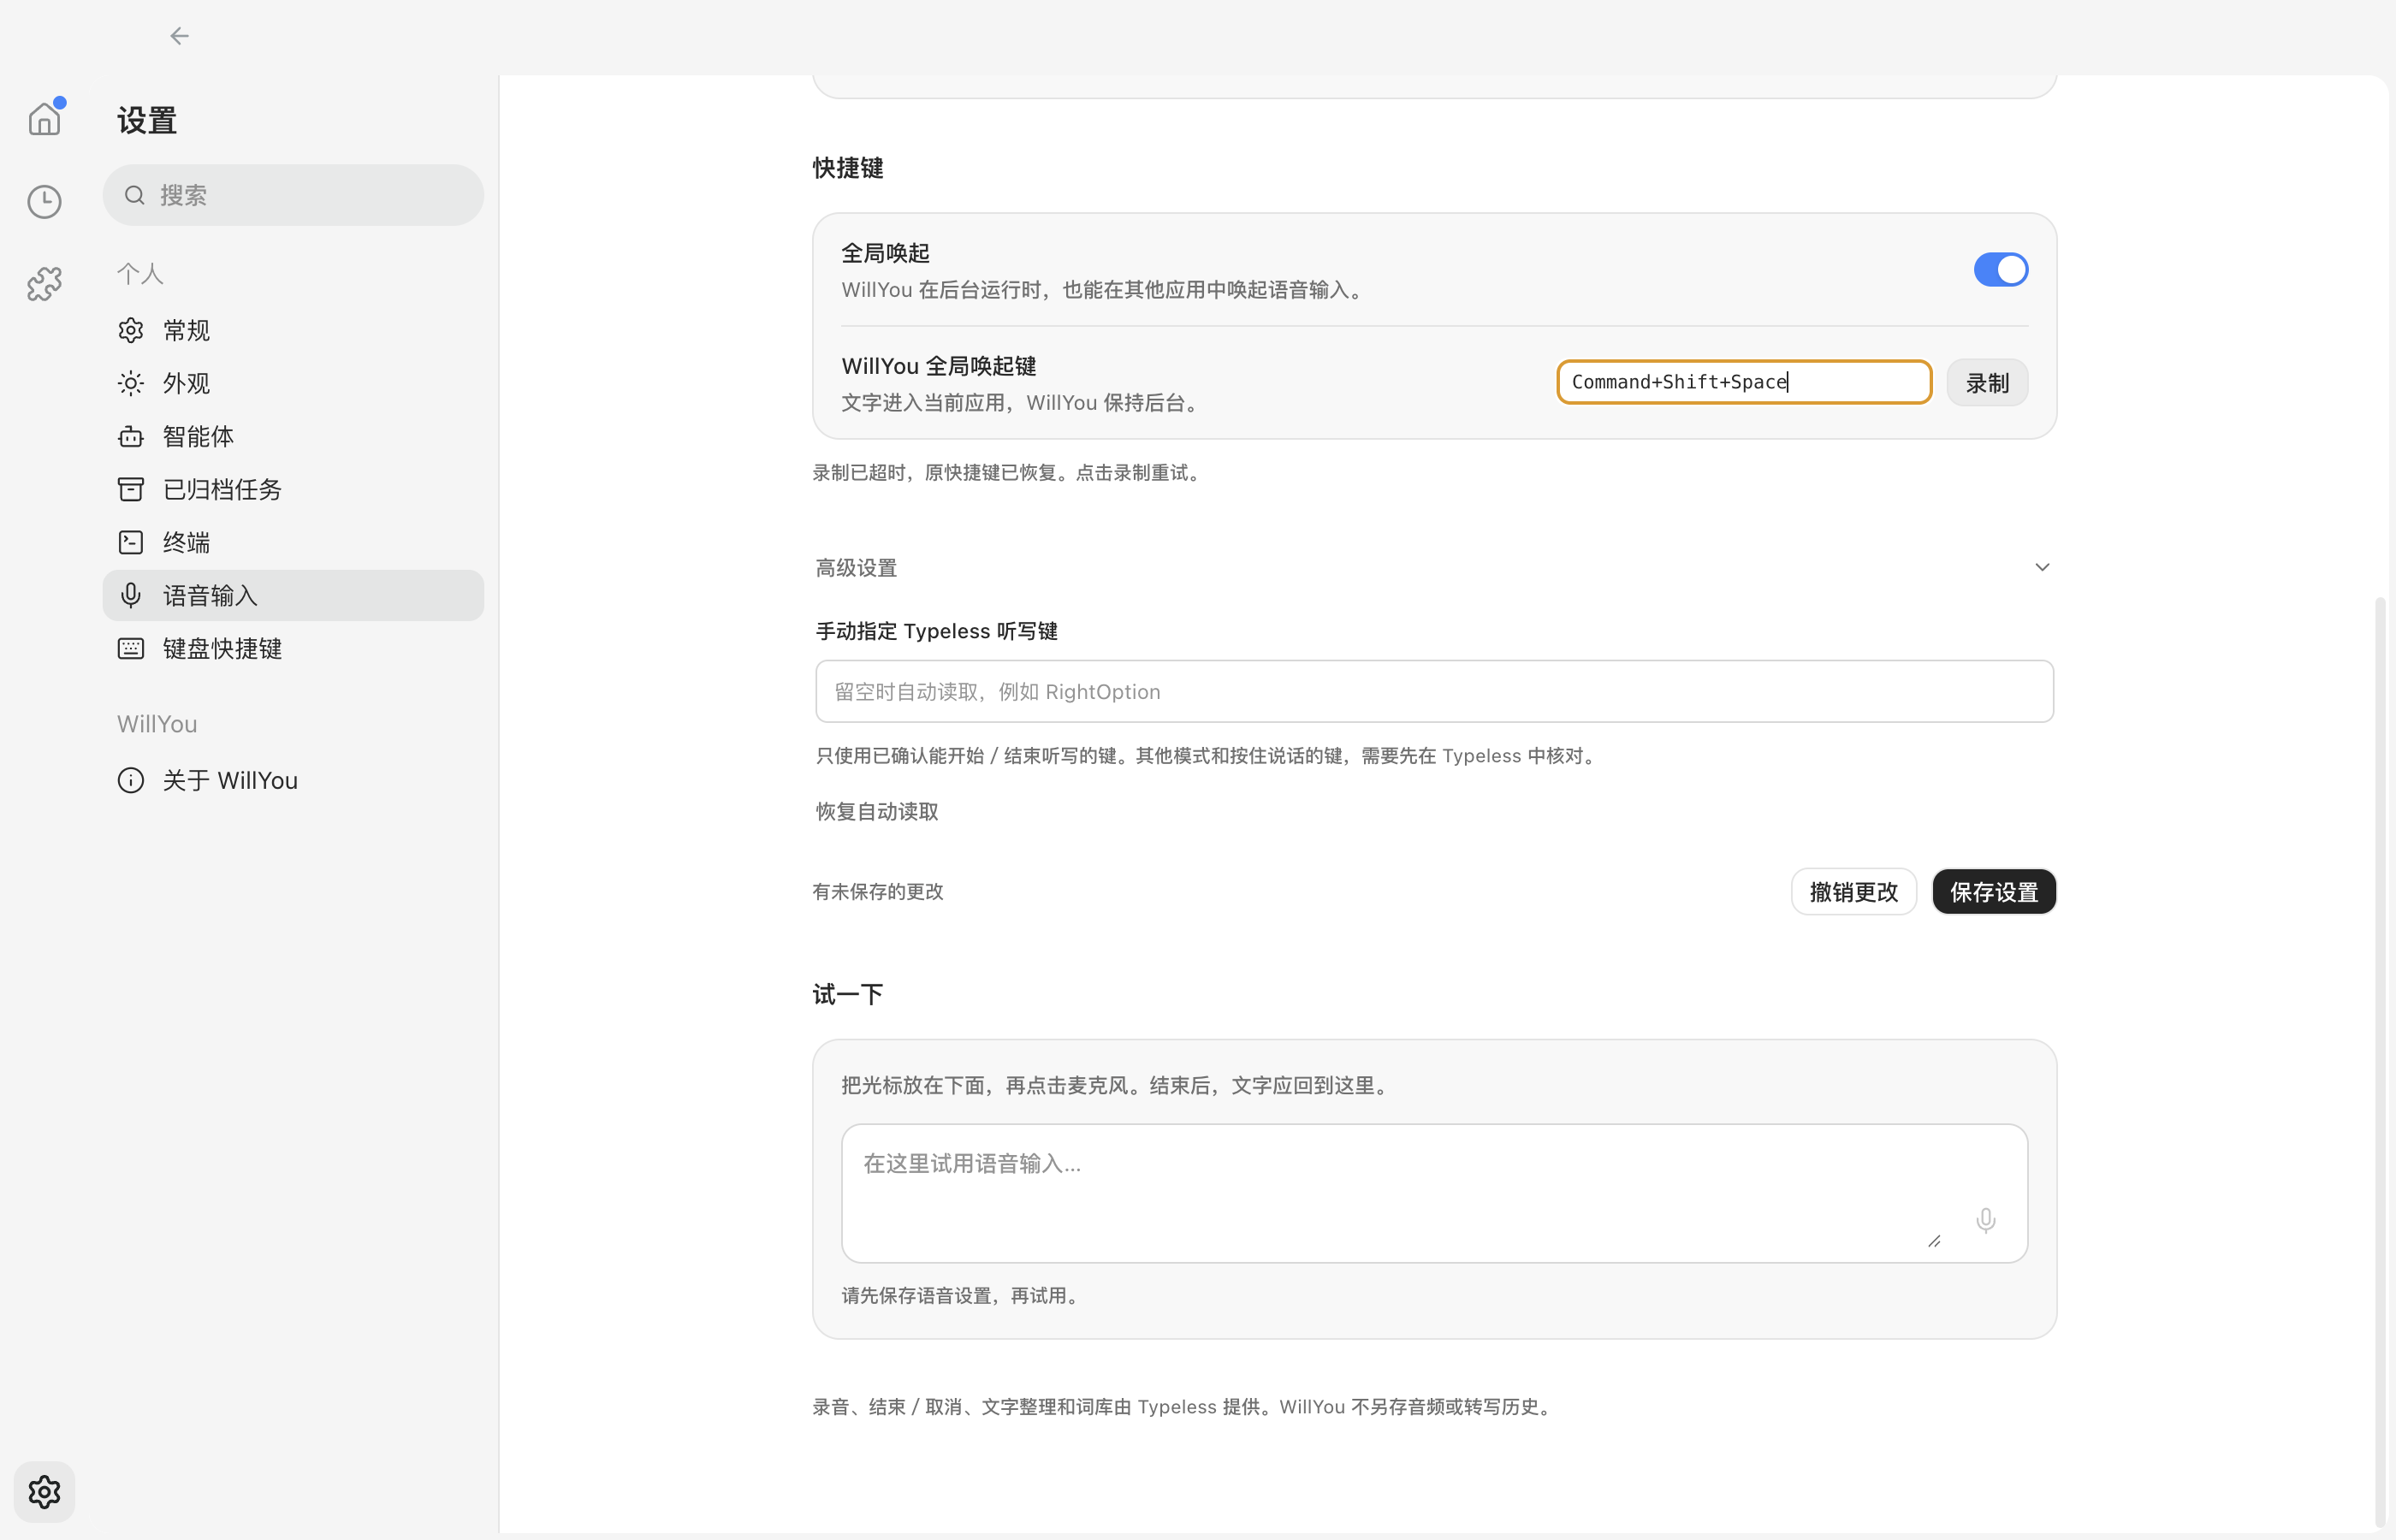 设置
搜索
个人
常规
外观
智能体
已归档任务
终端
语音输入
键盘快捷键
WillYou
关于 WillYou
快捷键
全局唤起
WillYou 在后台运行时，也能在其他应用中唤起语音输入。
WillYou 全局唤起键
文字进入当前应用，WillYou 保持后台。
Command+Shift+Space
录制
录制已超时，原快捷键已恢复。点击录制重试。
高级设置
手动指定 Typeless 听写键
留空时自动读取，例如 RightOption
只使用已确认能开始 / 结束听写的键。其他模式和按住说话的键，需要先在 Typeless 中核对。
恢复自动读取
有未保存的更改
撤销更改
保存设置
试一下
把光标放在下面，再点击麦克风。结束后，文字应回到这里。
在这里试用语音输入...
请先保存语音设置，再试用。
录音、结束 / 取消、文字整理和词库由 Typeless 提供。WillYou 不另存音频或转写历史。